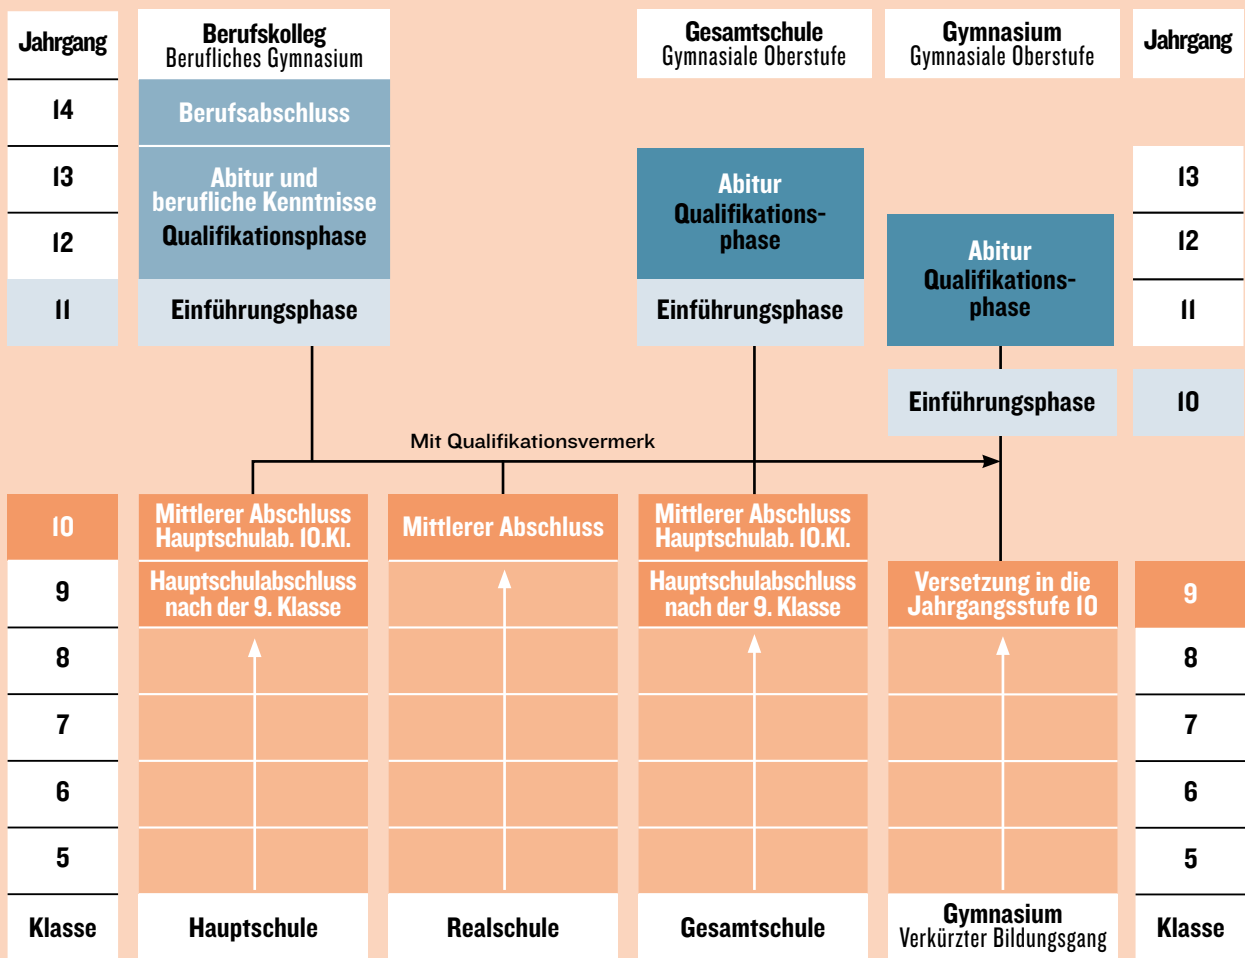 Jahrgang
Berufskolleg
Berufliches Gymnasium
Gesamtschule
Gymnasiale Oberstufe
Gymnasium
Gymnasiale Oberstufe
Jahrgang
14
Berufsabschluss
13
Abitur und
berufliche Kenntnisse
Qualifikationsphase
Abitur
Qualifikations-
phase
13
12
Abitur
Qualifikations-
phase
12
11
Einführungsphase
Einführungsphase
11
Einführungsphase
10
Mit Qualifikationsvermerk
10
Mittlerer Abschluss
Hauptschulab. 10.Kl.
Mittlerer Abschluss
Mittlerer Abschluss
Hauptschulab. 10.Kl.
9
Hauptschulabschluss
nach der 9. Klasse
Hauptschulabschluss
nach der 9. Klasse
Versetzung in die
Jahrgangsstufe 10
9
8
8
7
7
6
6
5
5
Klasse
Hauptschule
Realschule
Gesamtschule
Gymnasium
Verkürzter Bildungsgang
Klasse